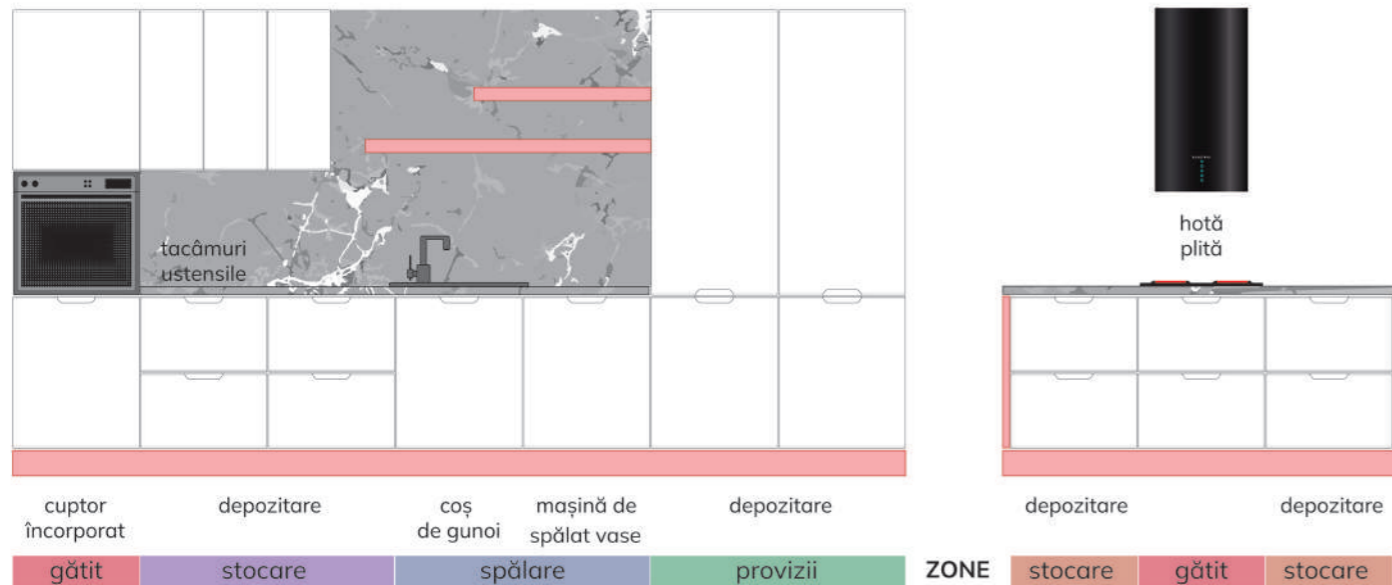 tacâmuri
ustensile
hotă
plită
cuptor
încorporat
depozitare
coș
de gunoi
mașină de
spălat vase
depozitare
depozitare
depozitare
gătit
stocare
spălare
provizii
ZONE
stocare
gătit
stocare